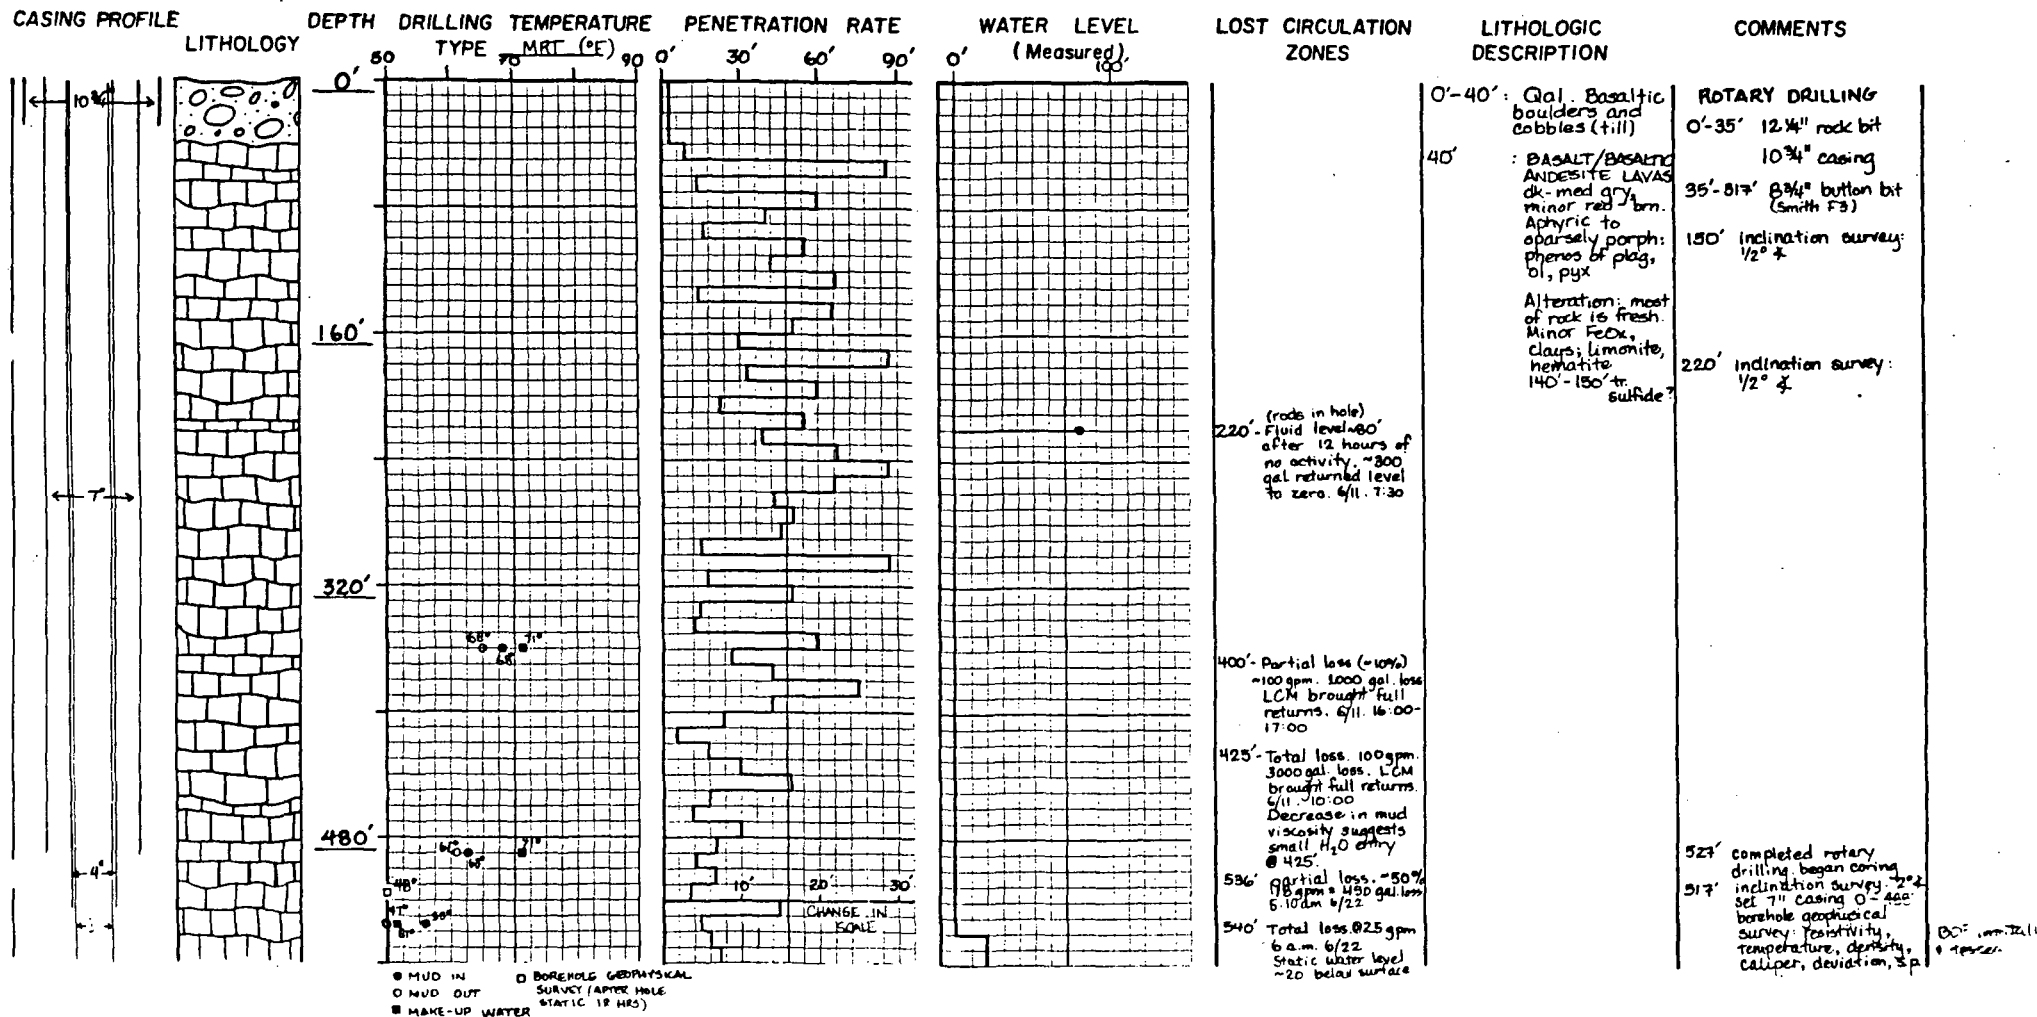 CASING PROFILE
LITHOLOGY
DEPTH
DRILLING TEMPERATURE
TYPE MRT (°F)
50 70 90
PENETRATION RATE
0' 30' 60' 90'
WATER LEVEL
(Measured)
0' 100'
LOST CIRCULATION
ZONES
LITHOLOGIC
DESCRIPTION
COMMENTS
10 3/4"
7"
4"
0'
160'
320'
480'
68° 71°
68°
71°
65°
48°
10' 20' 30'
CHANGE IN
SCALE
● MUD IN
○ MUD OUT
■ MAKE-UP WATER
□ BOREHOLE GEOPHYSICAL
SURVEY (AFTER HOLE
STATIC 12 HRS)
(rods in hole)
220'- Fluid level ~80'
after 12 hours of
no activity. ~300
gal returned level
to zero. 6/11. 7:30
400'- Partial loss (~10%)
~100 gpm. 1000 gal. loss
LCM brought full
returns. 6/11. 16:00-
17:00
425'- Total loss. 100gpm.
3000 gal. loss. LCM
brought full returns.
6/11. ~10:00
Decrease in mud
viscosity suggests
small H₂O entry
@ 425'.
536' partial loss. ~50%
gpm = 450 gal. loss
5:10am 6/22
540' Total loss. @25 gpm
6 a.m. 6/22
Static water level
~20 below surface
0'-40': Qal. Basaltic
boulders and
cobbles (till)
40' : BASALT/BASALTIC
ANDESITE LAVAS
dk-med gry,
minor red-brn.
Aphyric to
sparsely porph:
phenos of plag,
ol, pyx
Alteration: most
of rock is fresh.
Minor FeOx,
clays; limonite,
hematite
140'-150' tr.
sulfide?
ROTARY DRILLING
0'-35' 12 1/4" rock bit
10 3/4" casing
35'-517' 8 3/4" button bit
(Smith F3)
150' inclination survey:
1/2° ∡
220' inclination survey:
1/2° ∡
527' completed rotary
drilling. began coring
517' inclination survey. 2° ∡
set 7" casing 0-
borehole geophysical
survey: resistivity,
temperature, density,
caliper, deviation, s.p.